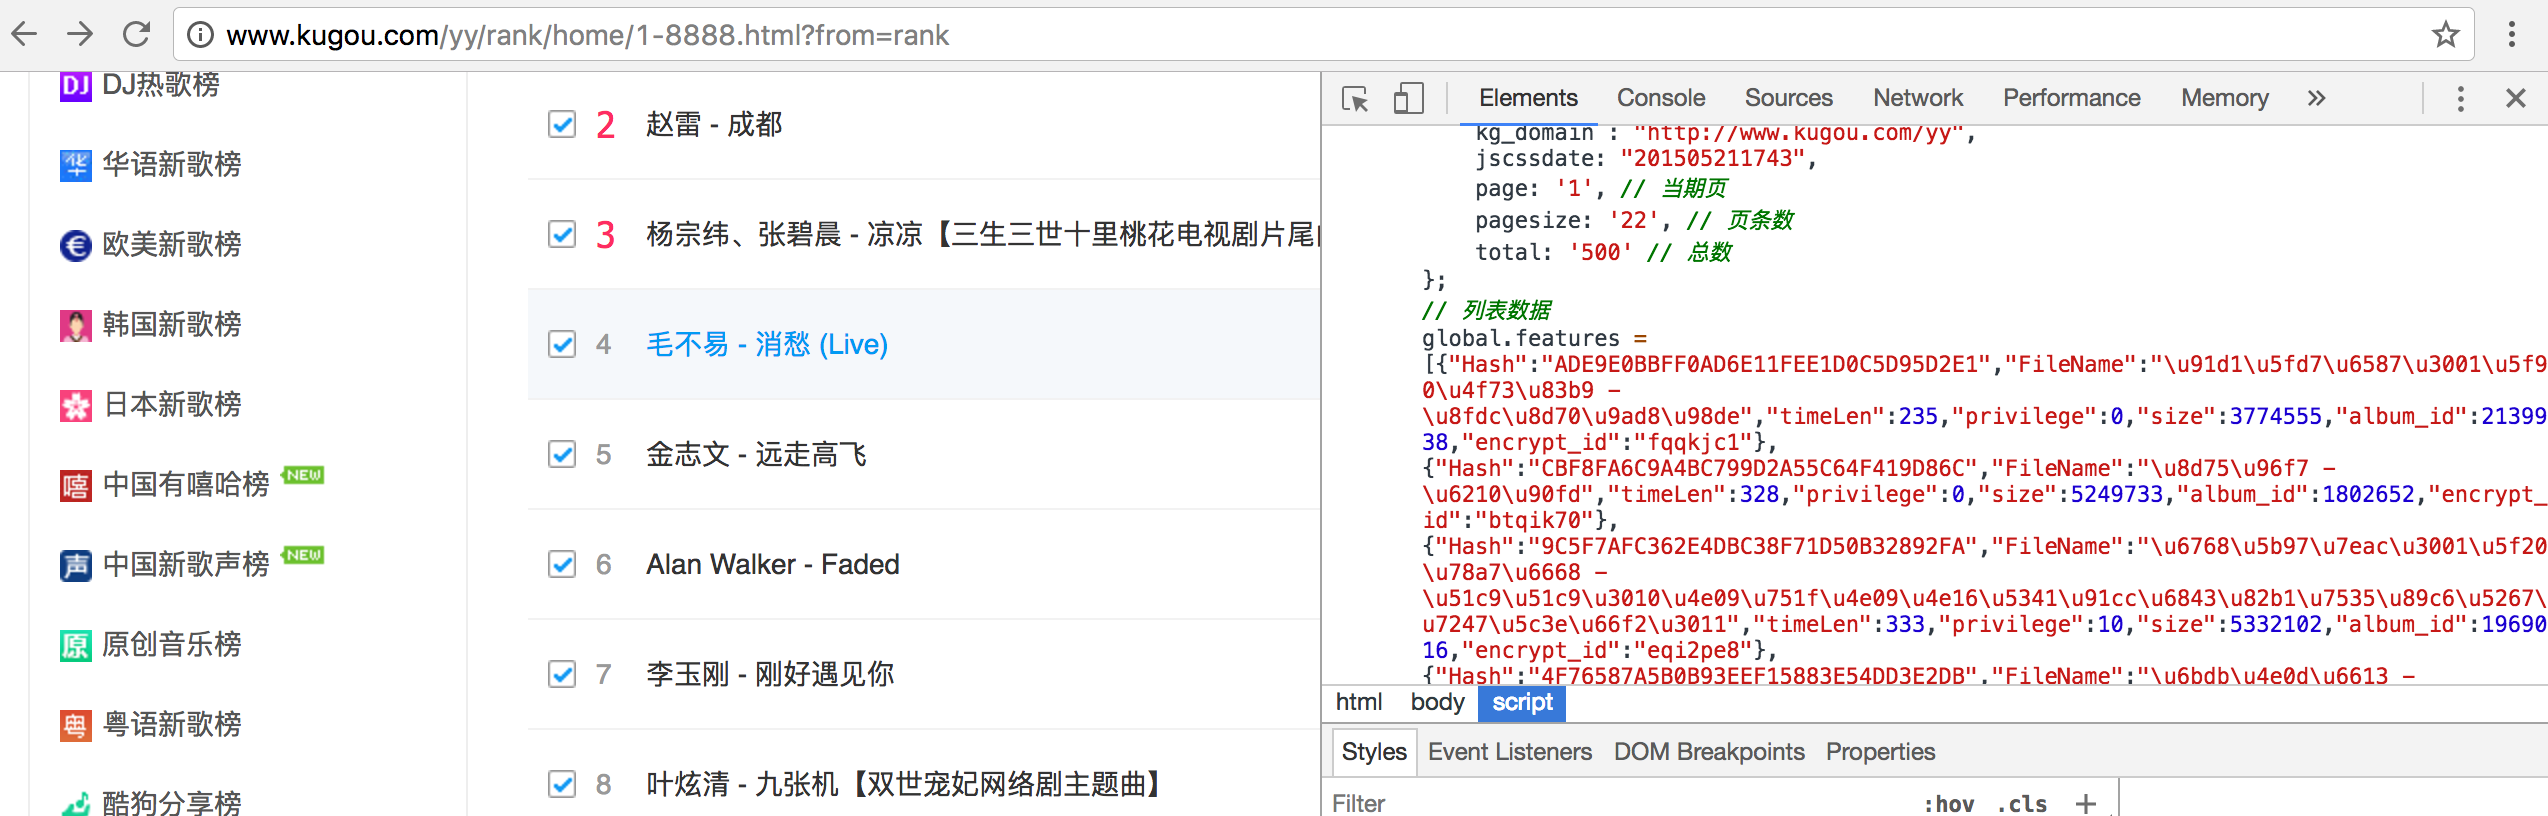 www.kugou.com/yy/rank/home/1-8888.html?from=rank
DJ热歌榜
华语新歌榜
欧美新歌榜
韩国新歌榜
日本新歌榜
中国有嘻哈榜 NEW
中国新歌声榜 NEW
原创音乐榜
粤语新歌榜
酷狗分享榜
2 赵雷 - 成都
3 杨宗纬、张碧晨 - 凉凉【三生三世十里桃花电视剧片尾
4 毛不易 - 消愁 (Live)
5 金志文 - 远走高飞
6 Alan Walker - Faded
7 李玉刚 - 刚好遇见你
8 叶炫清 - 九张机【双世宠妃网络剧主题曲】
Elements Console Sources Network Performance Memory »
kg_domain : "http://www.kugou.com/yy",
jscssdate: "201505211743",
page: '1', // 当期页
pagesize: '22', // 页条数
total: '500' // 总数
};
// 列表数据
global.features =
[{"Hash":"ADE9E0BBFF0AD6E11FEE1D0C5D95D2E1","FileName":"\u91d1\u5fd7\u6587\u3001\u5f9
0\u4f73\u83b9 -
\u8fdc\u8d70\u9ad8\u98de","timeLen":235,"privilege":0,"size":3774555,"album_id":21399
38,"encrypt_id":"fqqkjc1"},
{"Hash":"CBF8FA6C9A4BC799D2A55C64F419D86C","FileName":"\u8d75\u96f7 -
\u6210\u90fd","timeLen":328,"privilege":0,"size":5249733,"album_id":1802652,"encrypt_
id":"btqik70"},
{"Hash":"9C5F7AFC362E4DBC38F71D50B32892FA","FileName":"\u6768\u5b97\u7eac\u3001\u5f20
\u78a7\u6668 -
\u51c9\u51c9\u3010\u4e09\u751f\u4e09\u4e16\u5341\u91cc\u6843\u82b1\u7535\u89c6\u5267\
u7247\u5c3e\u66f2\u3011","timeLen":333,"privilege":10,"size":5332102,"album_id":19690
16,"encrypt_id":"eqi2pe8"},
{"Hash":"4F76587A5B0B93EEF15883E54DD3E2DB","FileName":"\u6bdb\u4e0d\u6613 -
html body script
Styles Event Listeners DOM Breakpoints Properties
Filter :hov .cls +